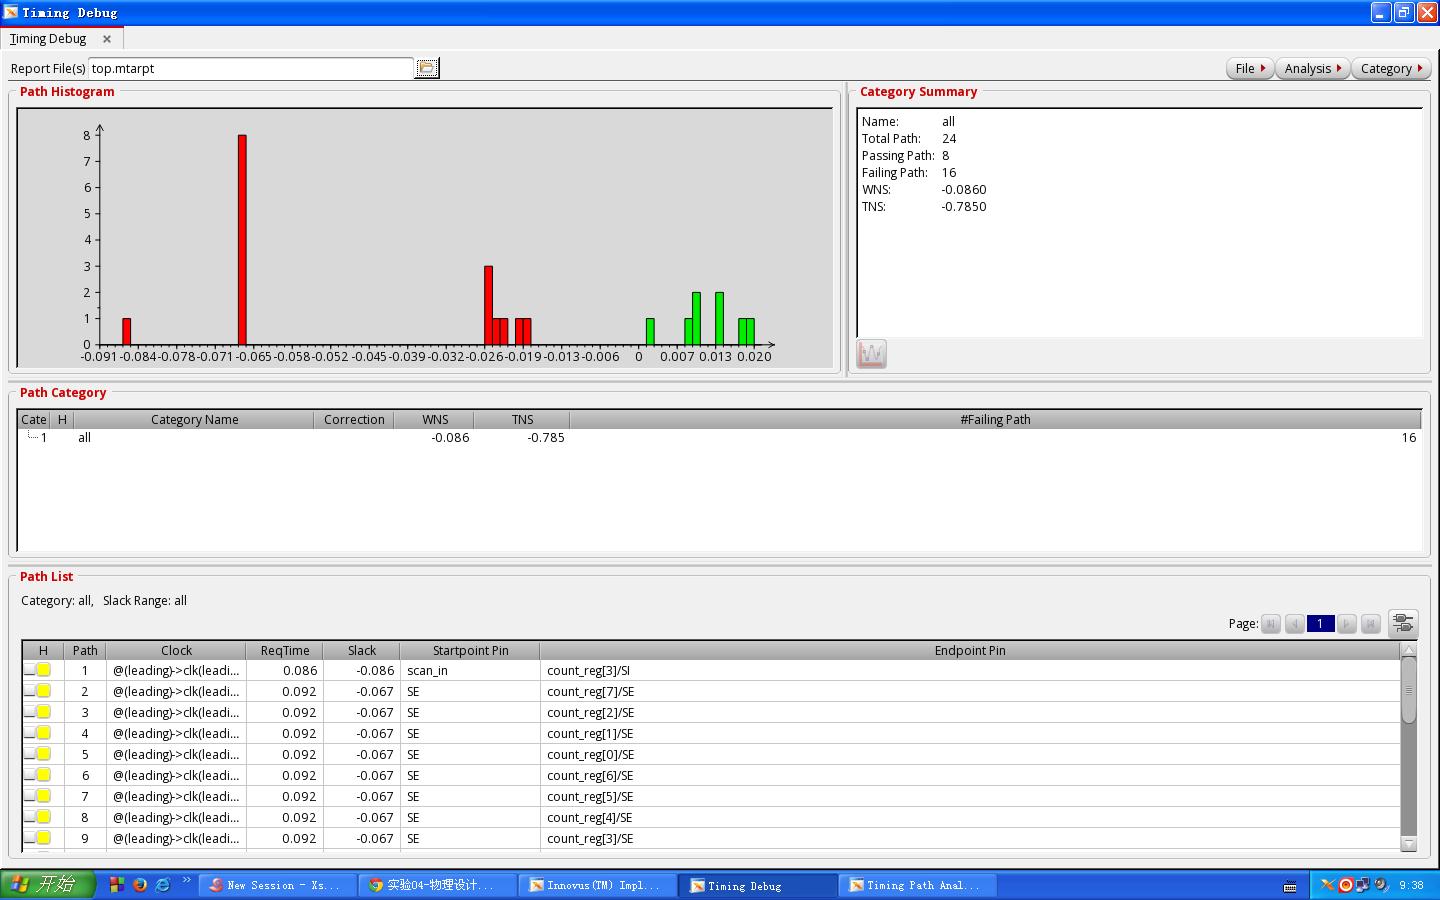 Timing Debug
Timing Debug
Report File(s) top.mtarpt
File Analysis Category
Path Histogram
8
7
6
5
4
3
2
1
0
-0.091 -0.084 -0.078 -0.071 -0.065 -0.058 -0.052 -0.045 -0.039 -0.032 -0.026 -0.019 -0.013 -0.006 0 0.007 0.013 0.020
Category Summary
Name: all
Total Path: 24
Passing Path: 8
Failing Path: 16
WNS: -0.0860
TNS: -0.7850
Path Category
Cate H Category Name Correction WNS TNS #Failing Path
1 all -0.086 -0.785 16
Path List
Category: all, Slack Range: all
Page: 1
H Path Clock ReqTime Slack Startpoint Pin Endpoint Pin
1 @(leading)->clk(leadi... 0.086 -0.086 scan_in count_reg[3]/SI
2 @(leading)->clk(leadi... 0.092 -0.067 SE count_reg[7]/SE
3 @(leading)->clk(leadi... 0.092 -0.067 SE count_reg[2]/SE
4 @(leading)->clk(leadi... 0.092 -0.067 SE count_reg[1]/SE
5 @(leading)->clk(leadi... 0.092 -0.067 SE count_reg[0]/SE
6 @(leading)->clk(leadi... 0.092 -0.067 SE count_reg[6]/SE
7 @(leading)->clk(leadi... 0.092 -0.067 SE count_reg[5]/SE
8 @(leading)->clk(leadi... 0.092 -0.067 SE count_reg[4]/SE
9 @(leading)->clk(leadi... 0.092 -0.067 SE count_reg[3]/SE
开始 New Session - Xs... 实验04-物理设计... Innovus(TM) Impl... Timing Debug Timing Path Anal... 9:38